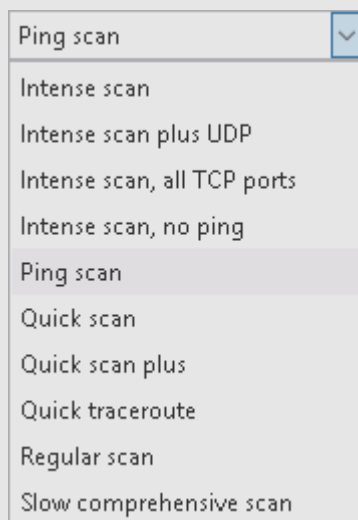 Ping scan
Intense scan
Intense scan plus UDP
Intense scan, all TCP ports
Intense scan, no ping
Ping scan
Quick scan
Quick scan plus
Quick traceroute
Regular scan
Slow comprehensive scan